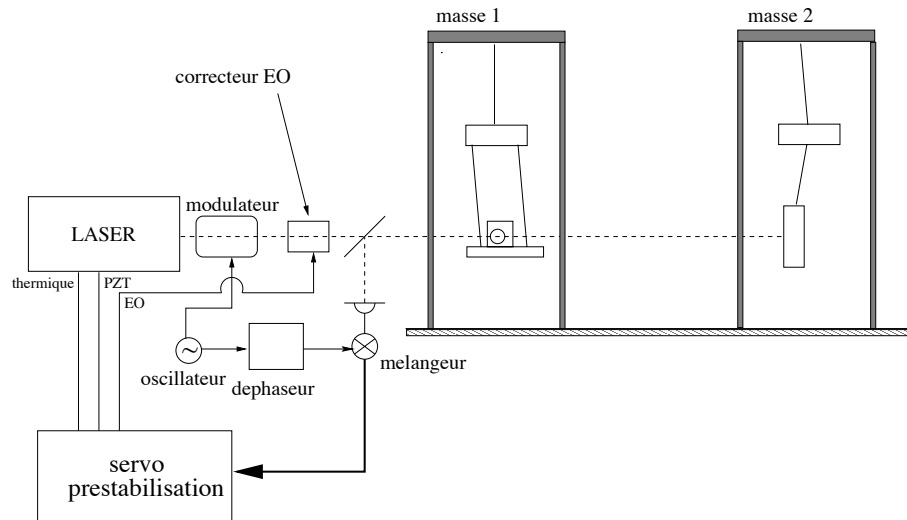 masse 1
masse 2
correcteur EO
modulateur
LASER
thermique
PZT
EO
oscillateur
dephaseur
melangeur
servo
prestabilisation